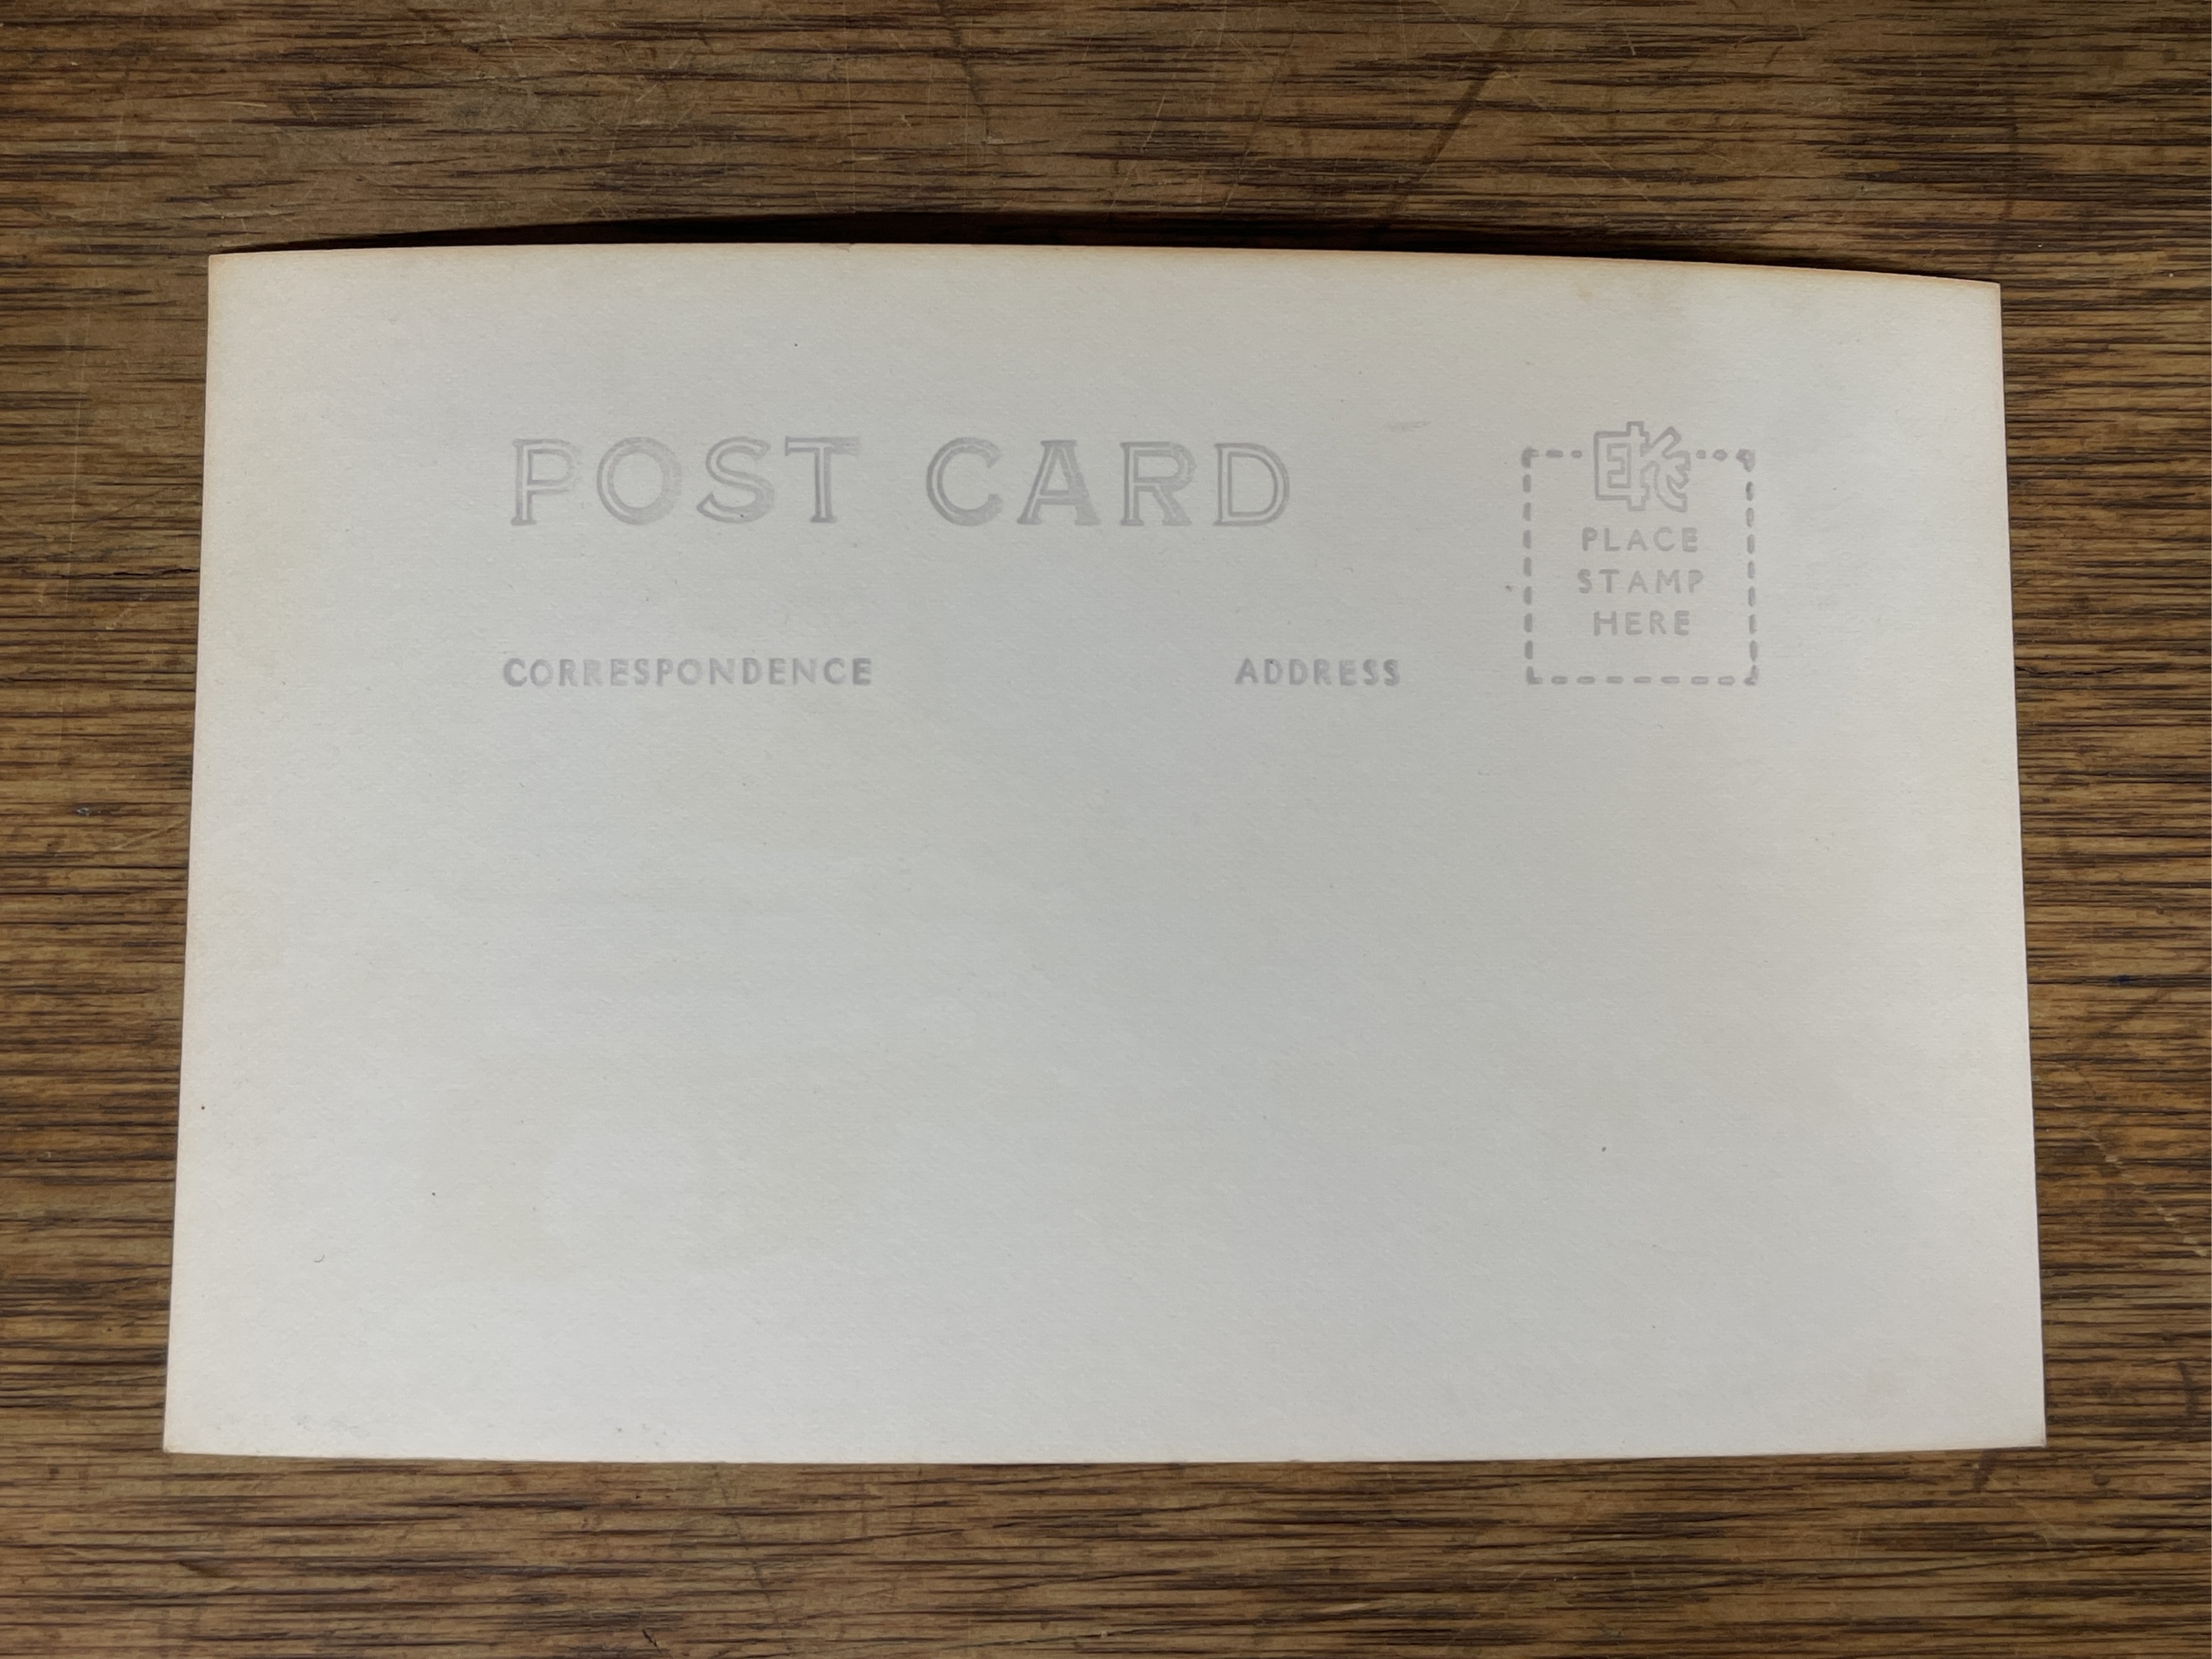 POST CARD
EKC
PLACE
STAMP
HERE
CORRESPONDENCE
ADDRESS